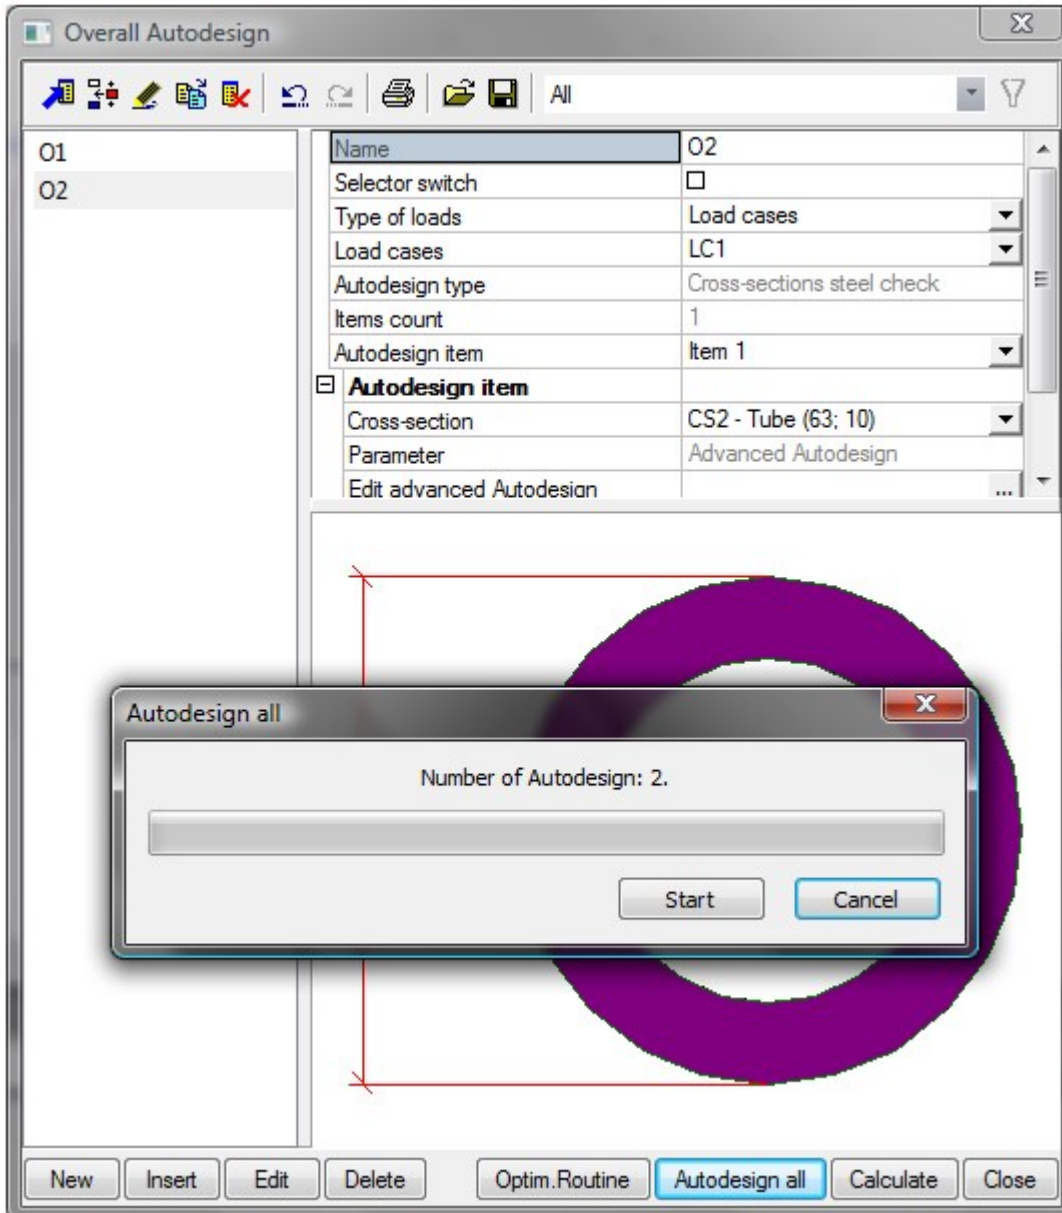 Overall Autodesign
All
O1
O2
Name O2
Selector switch
Type of loads Load cases
Load cases LC1
Autodesign type Cross-sections steel check
Items count 1
Autodesign item Item 1
Autodesign item
Cross-section CS2 - Tube (63; 10)
Parameter Advanced Autodesign
Edit advanced Autodesign ...
Autodesign all
Number of Autodesign: 2.
Start Cancel
New Insert Edit Delete Optim.Routine Autodesign all Calculate Close